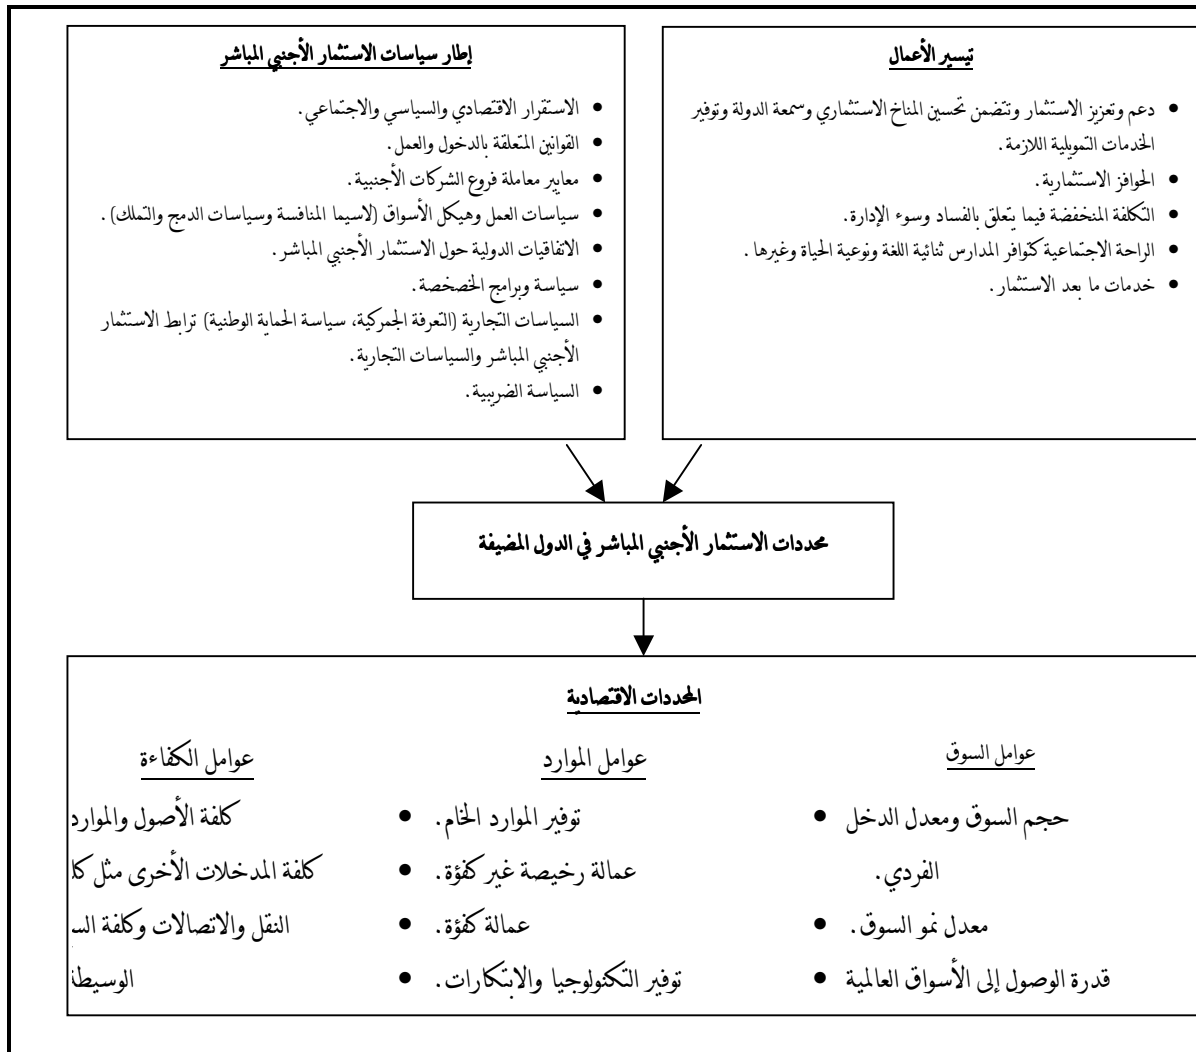 تيسير الأعمال
• دعم وتعزيز الاستثمار وتتضمن تحسين المناخ الاستثماري وسمعة الدولة وتوفير
الخدمات التمويلية اللازمة.
• الحوافز الاستثمارية.
• التكلفة المنخفضة فيما يتعلق بالفساد وسوء الإدارة.
• الراحة الاجتماعية كتوافر المدارس ثنائية اللغة ونوعية الحياة وغيرها.
• خدمات ما بعد الاستثمار.
إطار سياسات الاستثمار الأجنبي المباشر
• الاستقرار الاقتصادي والسياسي والاجتماعي.
• القوانين المتعلقة بالدخول والعمل.
• معايير معاملة فروع الشركات الأجنبية.
• سياسات العمل وهيكل الأسواق (لاسيما المنافسة وسياسات الدمج والتملك).
• الاتفاقيات الدولية حول الاستثمار الأجنبي المباشر.
• سياسة وبرامج الخصخصة.
• السياسات التجارية (التعرفة الجمركية، سياسة الحماية الوطنية) ترابط الاستثمار
الأجنبي المباشر والسياسات التجارية.
• السياسة الضريبية.
محددات الاستثمار الأجنبي المباشر في الدول المضيفة
المحددات الاقتصادية
عوامل السوق
• حجم السوق ومعدل الدخل
الفردي.
• معدل نمو السوق.
• قدرة الوصول إلى الأسواق العالمية
عوامل الموارد
• توفير الموارد الخام.
• عمالة رخيصة غير كفؤة.
• عمالة كفؤة.
• توفير التكنولوجيا والابتكارات.
عوامل الكفاءة
• كلفة الأصول والموارد
• كلفة المدخلات الأخرى مثل
النقل والاتصالات وكلفة
الوسيطة